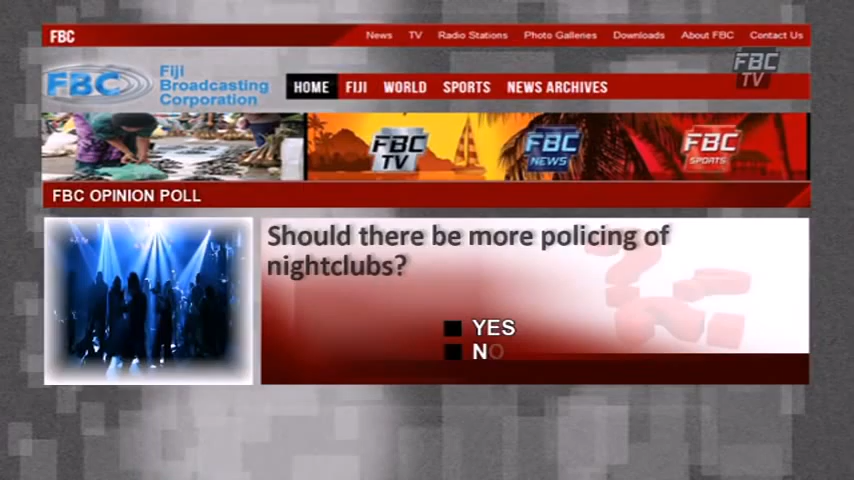 FBC
News TV Radio Stations Photo Galleries Downloads About FBC Contact Us
FBC
TV
FBC
Fiji
Broadcasting
Corporation
HOME FIJI WORLD SPORTS NEWS ARCHIVES
FBC
TV
FBC
NEWS
FBC
SPORTS
FBC OPINION POLL
Should there be more policing of
nightclubs?
YES
NO